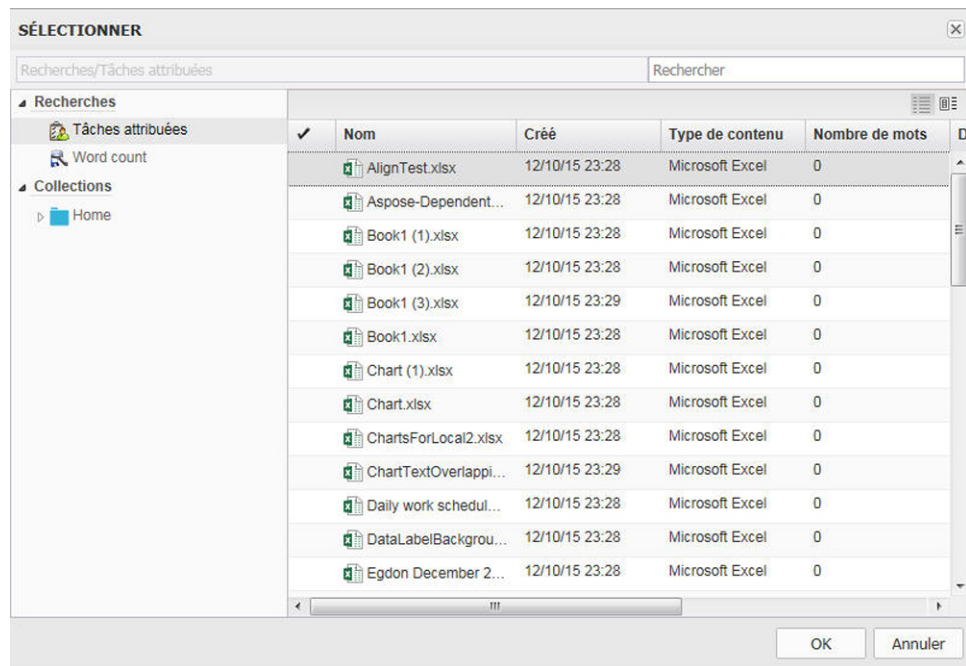 SÉLECTIONNER
Recherches/Tâches attribuées Rechercher
Recherches
Tâches attribuées
Word count
Collections
Home
Nom Créé Type de contenu Nombre de mots D
AlignTest.xlsx 12/10/15 23:28 Microsoft Excel 0
Aspose-Dependent... 12/10/15 23:28 Microsoft Excel 0
Book1 (1).xlsx 12/10/15 23:28 Microsoft Excel 0
Book1 (2).xlsx 12/10/15 23:28 Microsoft Excel 0
Book1 (3).xlsx 12/10/15 23:29 Microsoft Excel 0
Book1.xlsx 12/10/15 23:28 Microsoft Excel 0
Chart (1).xlsx 12/10/15 23:28 Microsoft Excel 0
Chart.xlsx 12/10/15 23:28 Microsoft Excel 0
ChartsForLocal2.xlsx 12/10/15 23:28 Microsoft Excel 0
ChartTextOverlappi... 12/10/15 23:29 Microsoft Excel 0
Daily work schedul... 12/10/15 23:28 Microsoft Excel 0
DataLabelBackgrou... 12/10/15 23:28 Microsoft Excel 0
Egdon December 2... 12/10/15 23:28 Microsoft Excel 0
OK Annuler